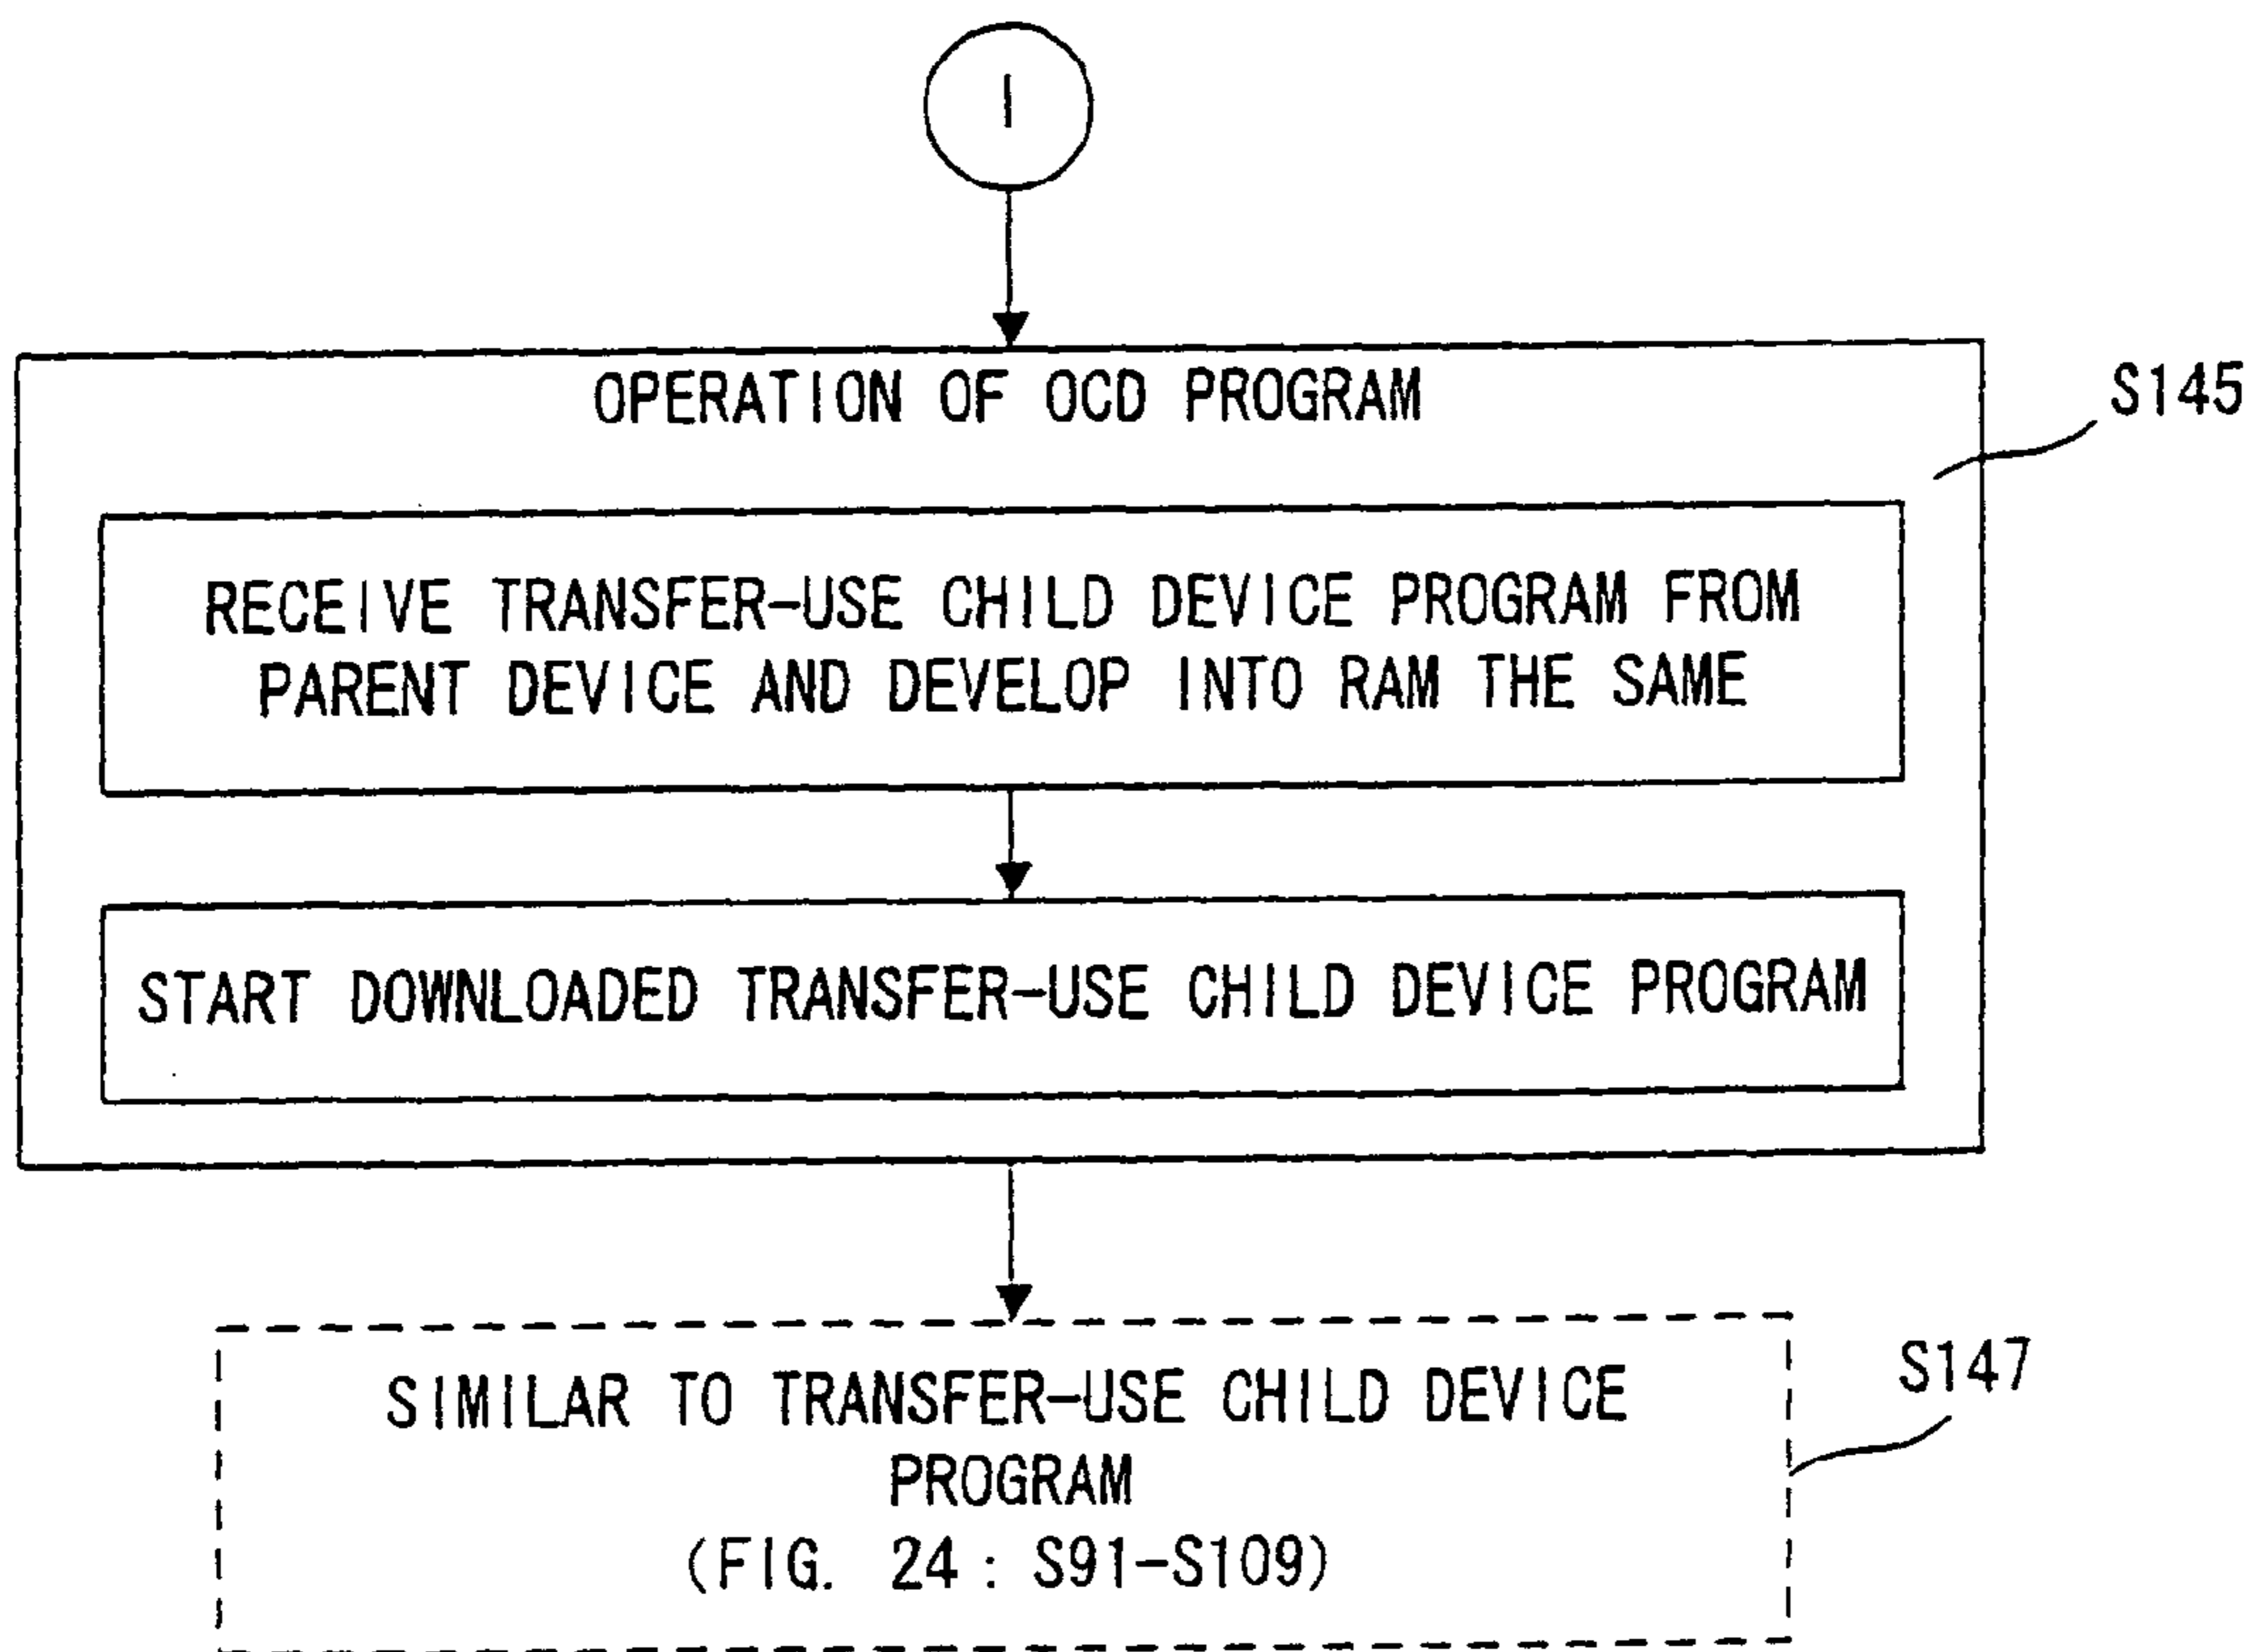 I
OPERATION OF OCD PROGRAM
S145
RECEIVE TRANSFER-USE CHILD DEVICE PROGRAM FROM
PARENT DEVICE AND DEVELOP INTO RAM THE SAME
START DOWNLOADED TRANSFER-USE CHILD DEVICE PROGRAM
SIMILAR TO TRANSFER-USE CHILD DEVICE
PROGRAM
(FIG. 24 : S91-S109)
S147